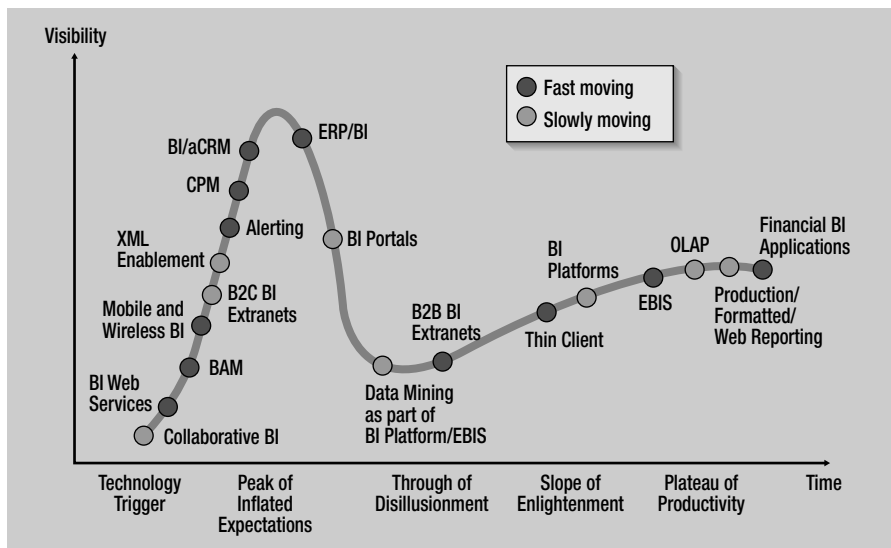 Visibility
Fast moving
Slowly moving
ERP/BI
BI/aCRM
CPM
Alerting
XML
Enablement
BI Portals
B2C BI
Extranets
Mobile and
Wireless BI
BAM
BI Web
Services
Collaborative BI
B2B BI
Extranets
Data Mining
as part of
BI Platform/EBIS
Thin Client
BI
Platforms
EBIS
OLAP
Financial BI
Applications
Production/
Formatted/
Web Reporting
Technology
Trigger
Peak of
Inflated
Expectations
Through of
Disillusionment
Slope of
Enlightenment
Plateau of
Productivity
Time